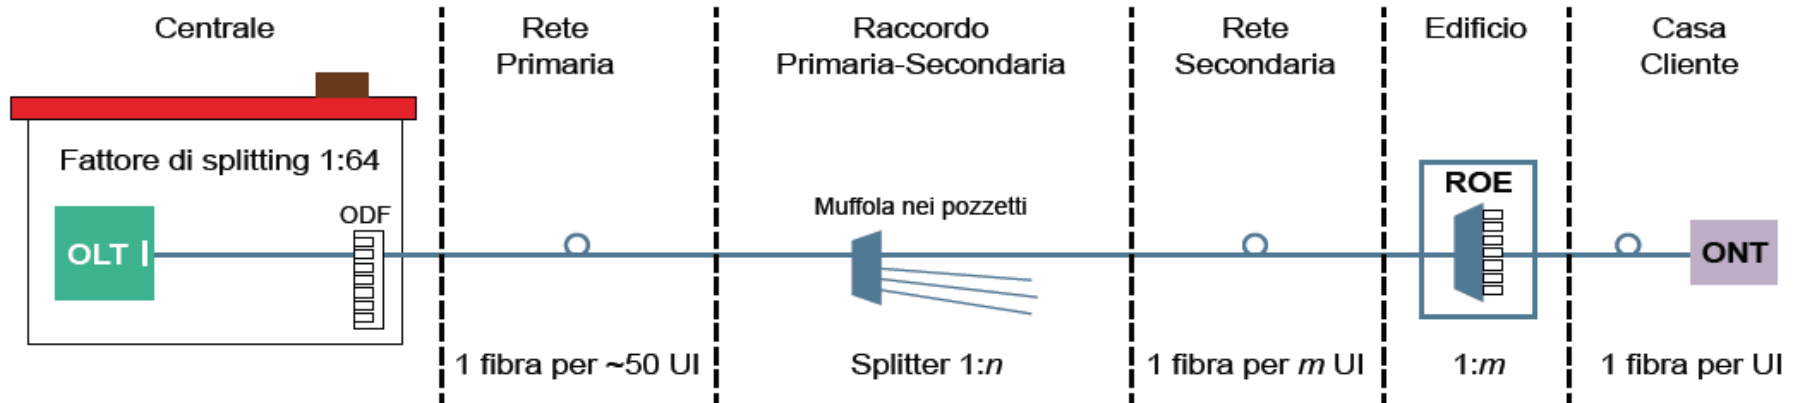 Centrale
Rete
Primaria
Raccordo
Primaria-Secondaria
Rete
Secondaria
Edificio
Casa
Cliente
Fattore di splitting 1:64
OLT
ODF
Muffola nei pozzetti
ROE
ONT
1 fibra per ~50 UI
Splitter 1:n
1 fibra per m UI
1:m
1 fibra per UI